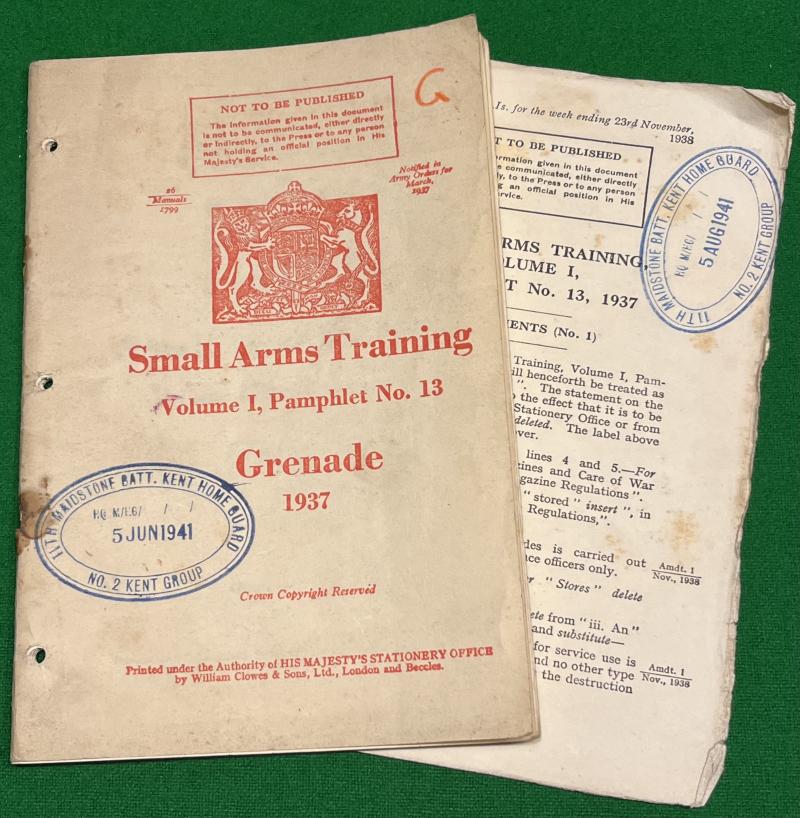 NOT TO BE PUBLISHED
The information given in this document
is not to be communicated, either directly
or indirectly, to the Press or to any person
not holding an official position in His
Majesty's Service.
G
26
Manuals
1799
Notified in
Army Orders for
March,
1937
Small Arms Training
Volume I, Pamphlet No. 13
Grenade
1937
11TH MAIDSTONE BATT. KENT HOME GUARD
HQ M/HG/ / /
5 JUN 1941
NO. 2 KENT GROUP
Crown Copyright Reserved
Printed under the Authority of HIS MAJESTY'S STATIONERY OFFICE
by William Clowes & Sons, Ltd., London and Beccles.
Is. for the week ending 23rd November,
1938
T TO BE PUBLISHED
rmation given in this document
e communicated, either directly
ly, to the Press or to any person
ng an official position in His
ervice.
11TH MAIDSTONE BATT. KENT HOME GUARD
HQ M/HG/ / /
5 AUG 1941
NO. 2 KENT GROUP
ARMS TRAINING,
OLUME I,
T No. 13, 1937
ENTS (No. 1)
Training, Volume I, Pam-
ill henceforth be treated as
". The statement on the
o the effect that it is to be
Stationery Office or from
deleted. The label above
over.
lines 4 and 5.—For
zines and Care of War
gazine Regulations".
"stored" insert ", in
Regulations,".
des is carried out
ce officers only.
Amdt. 1
Nov., 1938
r "Stores" delete
ete from "iii. An"
and substitute—
for service use is
nd no other type
the destruction
Amdt. 1
Nov., 1938